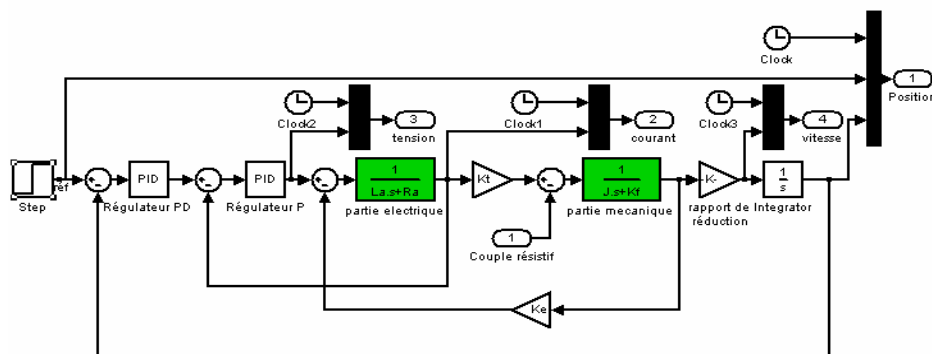 Clock
1
Position
Clock2
3
tension
Clock1
2
courant
Clock3
4
vitesse
Step
réf
PID
Régulateur PD
PID
Régulateur P
1
La.s+Ra
partie electrique
Kt
1
J.s+Kf
partie mecanique
-K-
rapport de
réduction
1
s
Integrator
1
Couple résistif
Ke